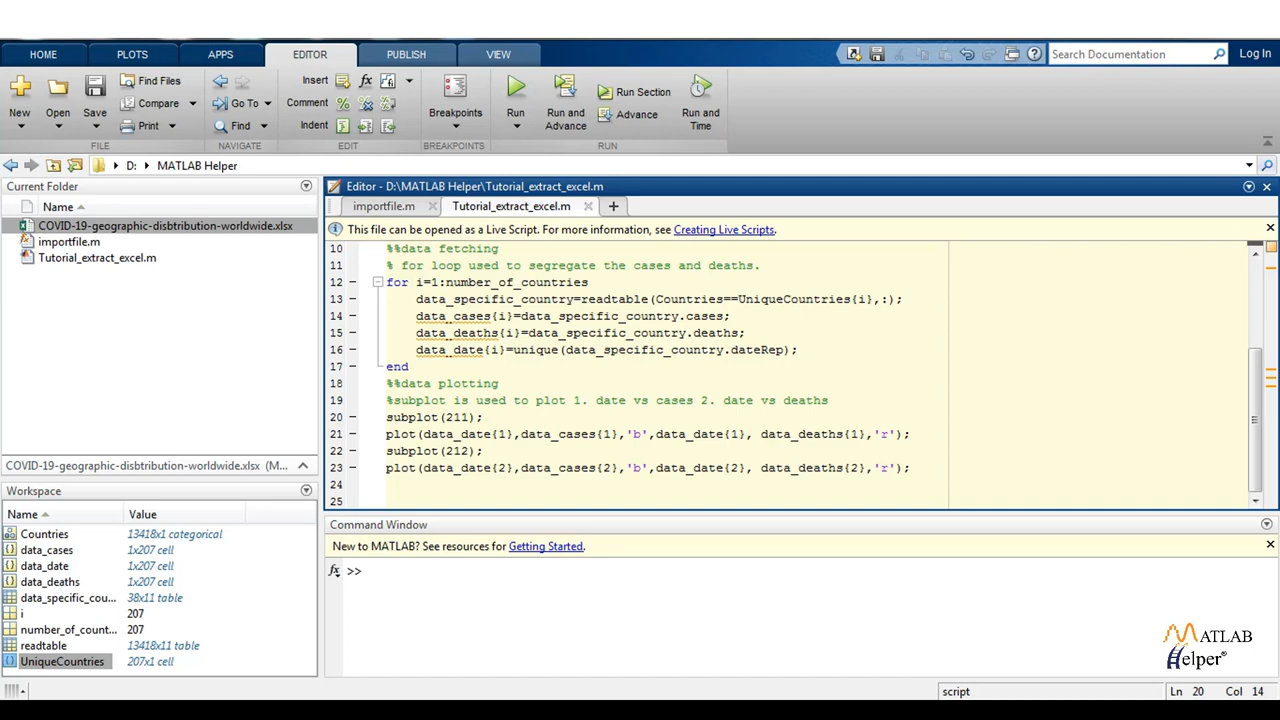 HOME PLOTS APPS EDITOR PUBLISH VIEW Search Documentation Log In
New Open Save Find Files Compare Print Go To Find Insert fx Comment Indent Breakpoints Run Run and Advance Run Section Advance Run and Time
FILE NAVIGATE EDIT BREAKPOINTS RUN
D: MATLAB Helper
Current Folder
Name
COVID-19-geographic-disbtribution-worldwide.xlsx
importfile.m
Tutorial_extract_excel.m
COVID-19-geographic-disbtribution-worldwide.xlsx (M...
Workspace
Name Value
Countries 13418x1 categorical
data_cases 1x207 cell
data_date 1x207 cell
data_deaths 1x207 cell
data_specific_cou... 38x11 table
i 207
number_of_count... 207
readtable 13418x11 table
UniqueCountries 207x1 cell
Editor - D:\MATLAB Helper\Tutorial_extract_excel.m
importfile.m Tutorial_extract_excel.m
This file can be opened as a Live Script. For more information, see Creating Live Scripts.
10 %%data fetching
11 % for loop used to segregate the cases and deaths.
12 for i=1:number_of_countries
13 data_specific_country=readtable(Countries==UniqueCountries{i},:);
14 data_cases{i}=data_specific_country.cases;
15 data_deaths{i}=data_specific_country.deaths;
16 data_date{i}=unique(data_specific_country.dateRep);
17 end
18 %%data plotting
19 %subplot is used to plot 1. date vs cases 2. date vs deaths
20 subplot(211);
21 plot(data_date{1},data_cases{1},'b',data_date{1}, data_deaths{1},'r');
22 subplot(212);
23 plot(data_date{2},data_cases{2},'b',data_date{2}, data_deaths{2},'r');
24
25
Command Window
New to MATLAB? See resources for Getting Started.
fx >>
MATLAB
Helper®
script Ln 20 Col 14